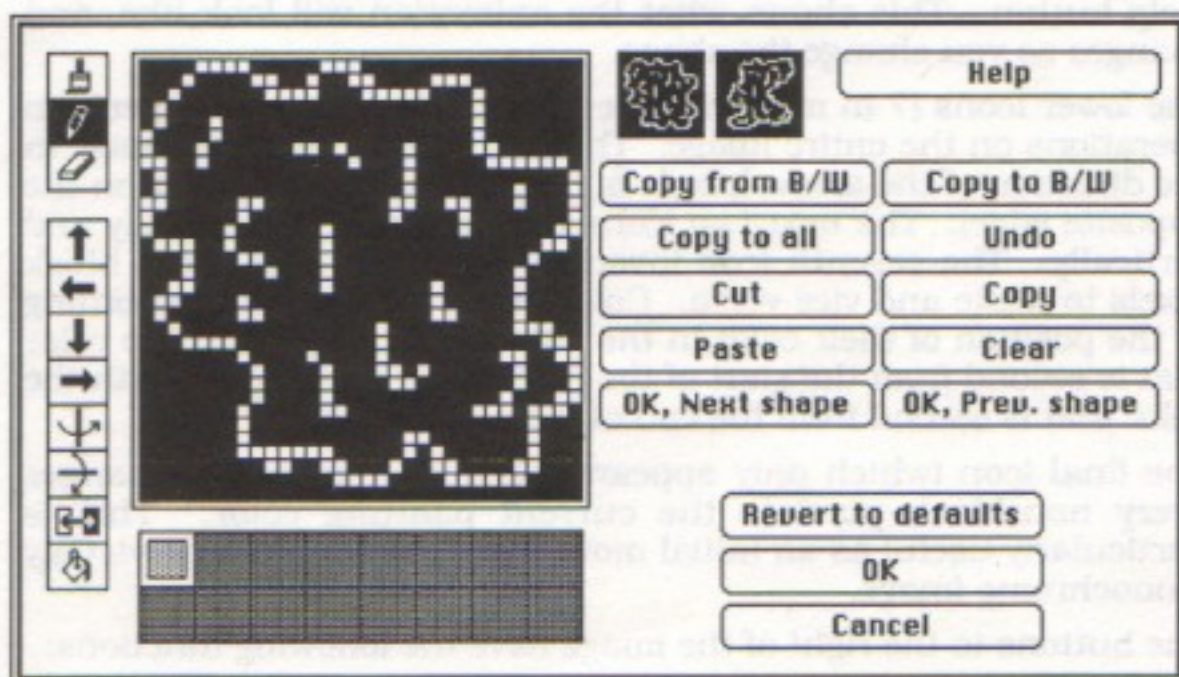 Help
Copy from B/W
Copy to B/W
Copy to all
Undo
Cut
Copy
Paste
Clear
OK, Next shape
OK, Prev. shape
Revert to defaults
OK
Cancel